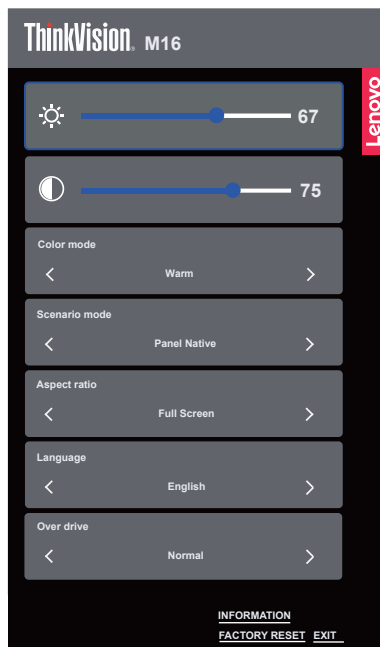 ThinkVision® M16
Lenovo
67
75
Color mode
Warm
Scenario mode
Panel Native
Aspect ratio
Full Screen
Language
English
Over drive
Normal
INFORMATION
FACTORY RESET EXIT